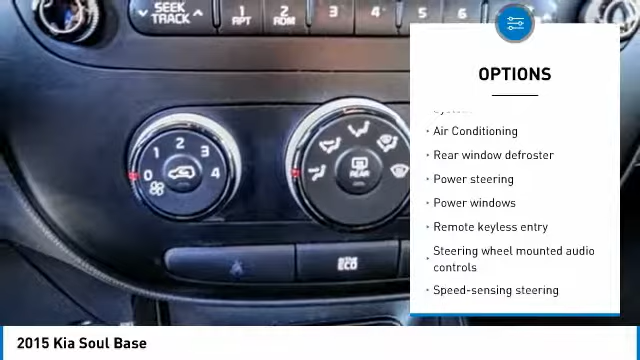 SEEK
TRACK
1
RPT
2
RDM
3
4
5
6
0
1
2
3
4
REAR
ECO
OPTIONS
Air Conditioning
Rear window defroster
Power steering
Power windows
Remote keyless entry
Steering wheel mounted audio
controls
Speed-sensing steering
2015 Kia Soul Base